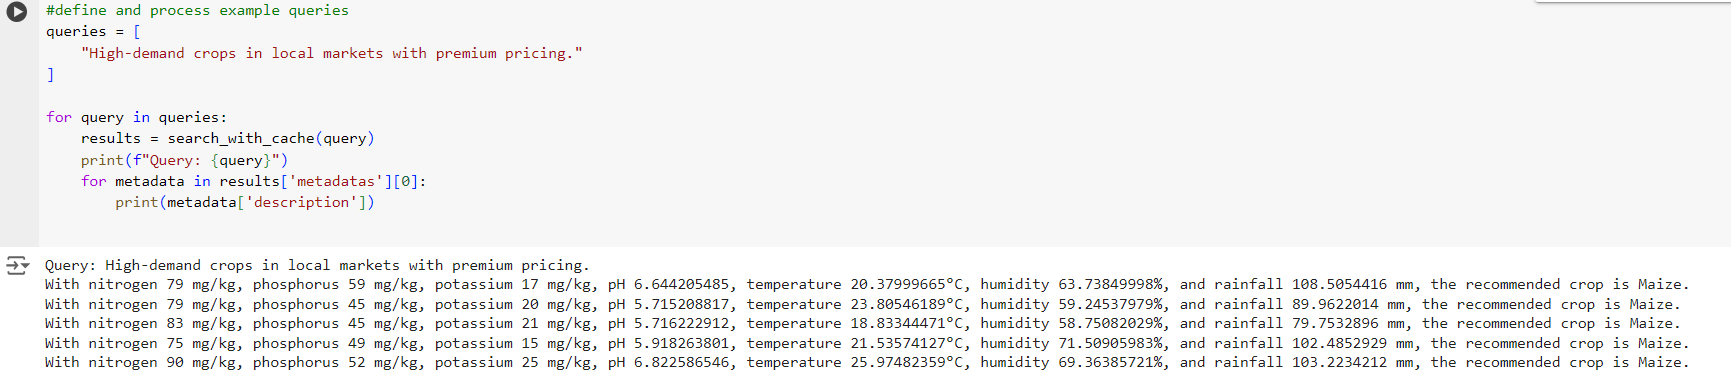 #define and process example queries
queries = [
    "High-demand crops in local markets with premium pricing."
]
for query in queries:
    results = search_with_cache(query)
    print(f"Query: {query}")
    for metadata in results['metadatas'][0]:
        print(metadata['description'])
Query: High-demand crops in local markets with premium pricing.
With nitrogen 79 mg/kg, phosphorus 59 mg/kg, potassium 17 mg/kg, pH 6.644205485, temperature 20.37999665°C, humidity 63.73849998%, and rainfall 108.5054416 mm, the recommended crop is Maize.
With nitrogen 79 mg/kg, phosphorus 45 mg/kg, potassium 20 mg/kg, pH 5.715208817, temperature 23.80546189°C, humidity 59.24537979%, and rainfall 89.9622014 mm, the recommended crop is Maize.
With nitrogen 83 mg/kg, phosphorus 45 mg/kg, potassium 21 mg/kg, pH 5.716222912, temperature 18.83344471°C, humidity 58.75082029%, and rainfall 79.7532896 mm, the recommended crop is Maize.
With nitrogen 75 mg/kg, phosphorus 49 mg/kg, potassium 15 mg/kg, pH 5.918263801, temperature 21.53574127°C, humidity 71.50905983%, and rainfall 102.4852929 mm, the recommended crop is Maize.
With nitrogen 90 mg/kg, phosphorus 52 mg/kg, potassium 25 mg/kg, pH 6.822586546, temperature 25.97482359°C, humidity 69.36385721%, and rainfall 103.2234212 mm, the recommended crop is Maize.